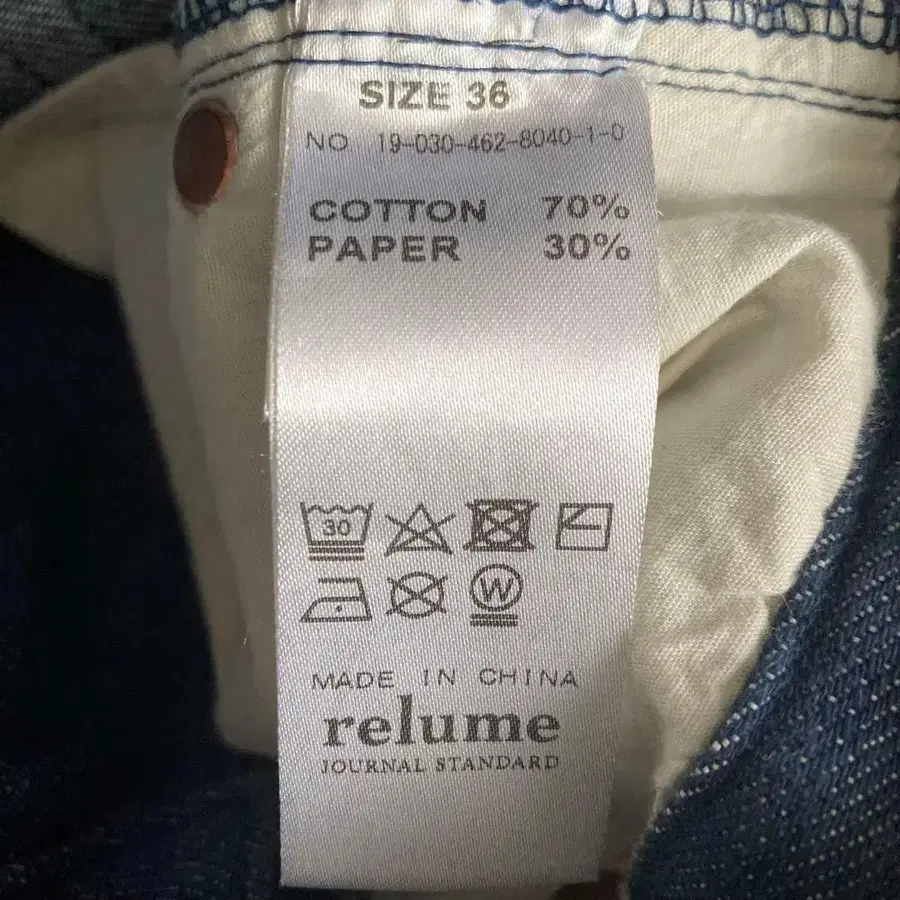 SIZE 36
NO 19-030-462-8040-1-0
COTTON 70%
PAPER 30%
30
W
MADE IN CHINA
relume
JOURNAL STANDARD